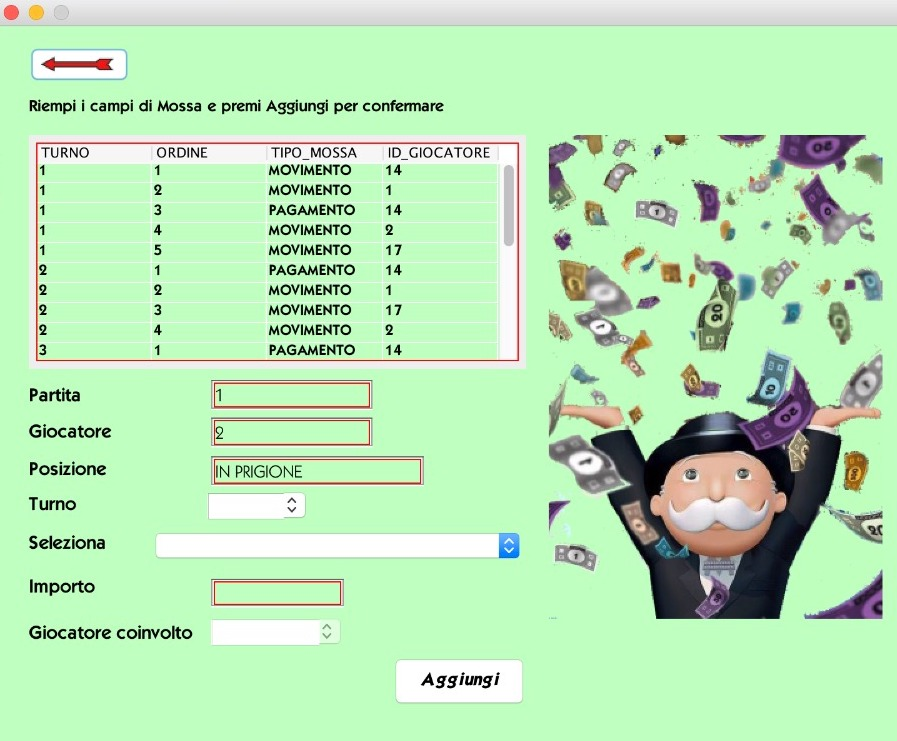 Riempi i campi di Mossa e premi Aggiungi per confermare
TURNO ORDINE TIPO_MOSSA ID_GIOCATORE
1 1 MOVIMENTO 14
1 2 MOVIMENTO 1
1 3 PAGAMENTO 14
1 4 MOVIMENTO 2
1 5 MOVIMENTO 17
2 1 PAGAMENTO 14
2 2 MOVIMENTO 1
2 3 MOVIMENTO 17
2 4 MOVIMENTO 2
3 1 PAGAMENTO 14
Partita 1
Giocatore 2
Posizione IN PRIGIONE
Turno
Seleziona
Importo
Giocatore coinvolto
Aggiungi
20
10